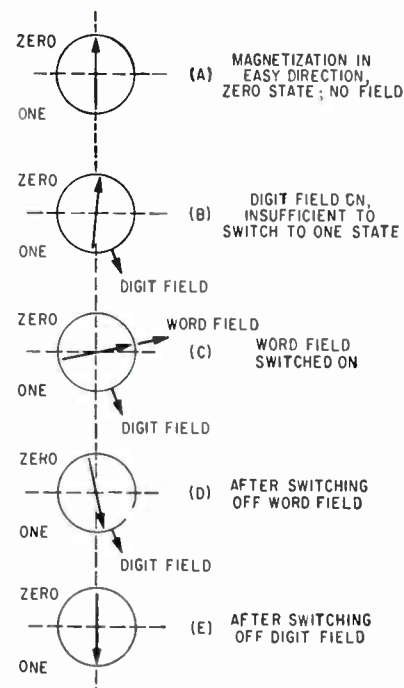 ZERO
ONE
(A)
MAGNETIZATION IN
EASY DIRECTION,
ZERO STATE; NO FIELD
ZERO
ONE
DIGIT FIELD
(B)
DIGIT FIELD ON,
INSUFFICIENT TO
SWITCH TO ONE STATE
ZERO
WORD FIELD
ONE
DIGIT FIELD
(C)
WORD FIELD
SWITCHED ON
ZERO
ONE
DIGIT FIELD
(D)
AFTER SWITCHING
OFF WORD FIELD
ZERO
ONE
(E)
AFTER SWITCHING
OFF DIGIT FIELD